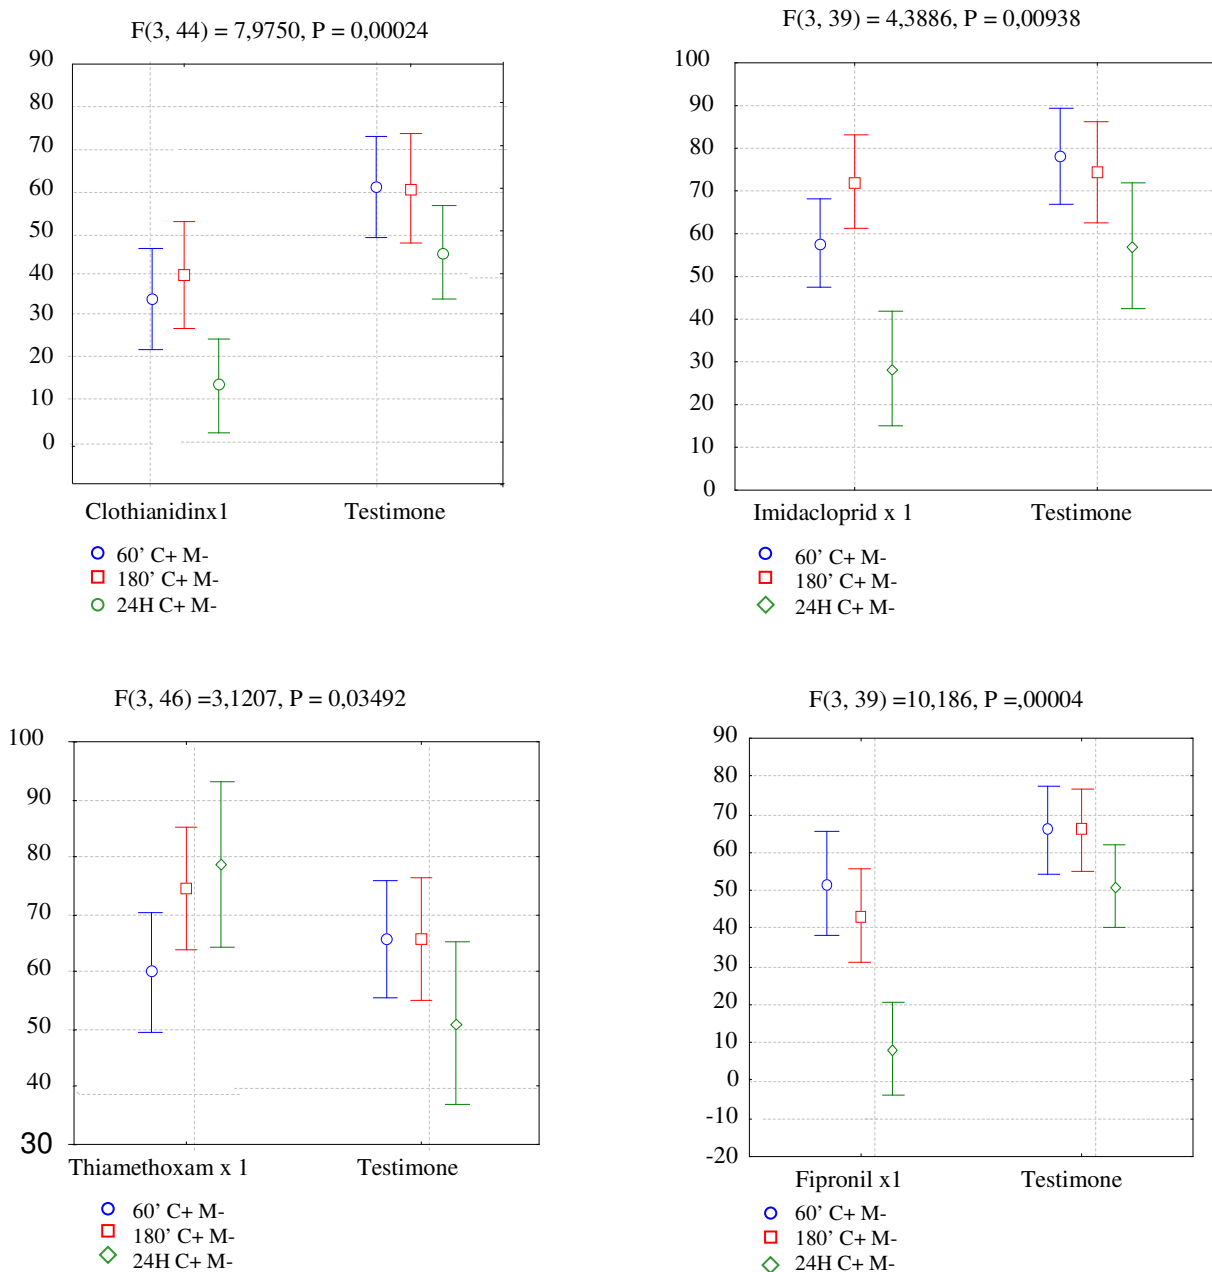 F(3, 44) = 7,9750, P = 0,00024
90
80
70
60
50
40
30
20
10
0
Clothianidinx1 Testimone
60’ C+ M-
180’ C+ M-
24H C+ M-
F(3, 39) = 4,3886, P = 0,00938
100
90
80
70
60
50
40
30
20
10
0
Imidacloprid x 1 Testimone
60’ C+ M-
180’ C+ M-
24H C+ M-
F(3, 46) =3,1207, P = 0,03492
100
90
80
70
60
50
40
30
Thiamethoxam x 1 Testimone
60’ C+ M-
180’ C+ M-
24H C+ M-
F(3, 39) =10,186, P =,00004
90
80
70
60
50
40
30
20
10
0
-10
-20
Fipronil x1 Testimone
60’ C+ M-
180’ C+ M-
24H C+ M-